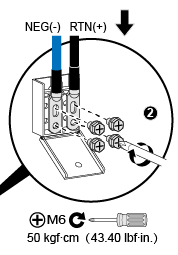 NEG(-) RTN(+)
2
M6
50 kgf·cm (43.40 lbf·in.)